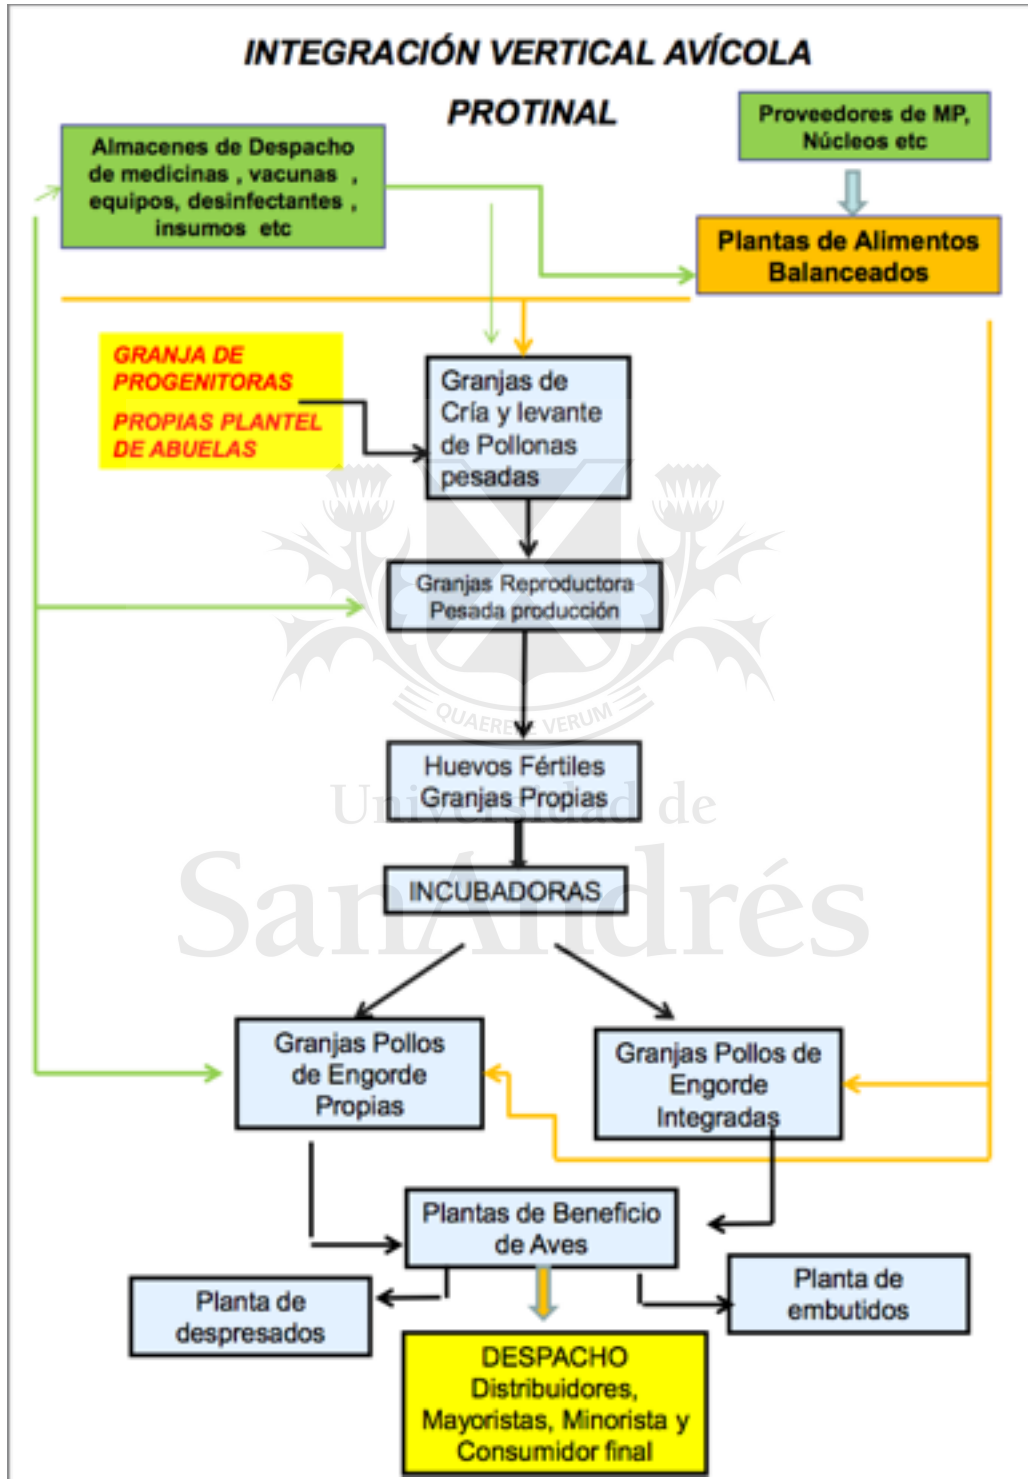 INTEGRACIÓN VERTICAL AVÍCOLA
PROTINAL
Proveedores de MP,
Núcleos etc
Almacenes de Despacho
de medicinas , vacunas ,
equipos, desinfectantes ,
insumos etc
Plantas de Alimentos
Balanceados
GRANJA DE
PROGENITORAS
PROPIAS PLANTEL
DE ABUELAS
Granjas de
Cría y levante
de Pollonas
pesadas
Granjas Reproductora
Pesada producción
QUAERERE VERUM
Huevos Fértiles
Granjas Propias
Universidad de
SanAndrés
INCUBADORAS
Granjas Pollos
de Engorde
Propias
Granjas Pollos de
Engorde
Integradas
Plantas de Beneficio
de Aves
Planta de
despresados
Planta de
embutidos
DESPACHO
Distribuidores,
Mayoristas, Minorista y
Consumidor final